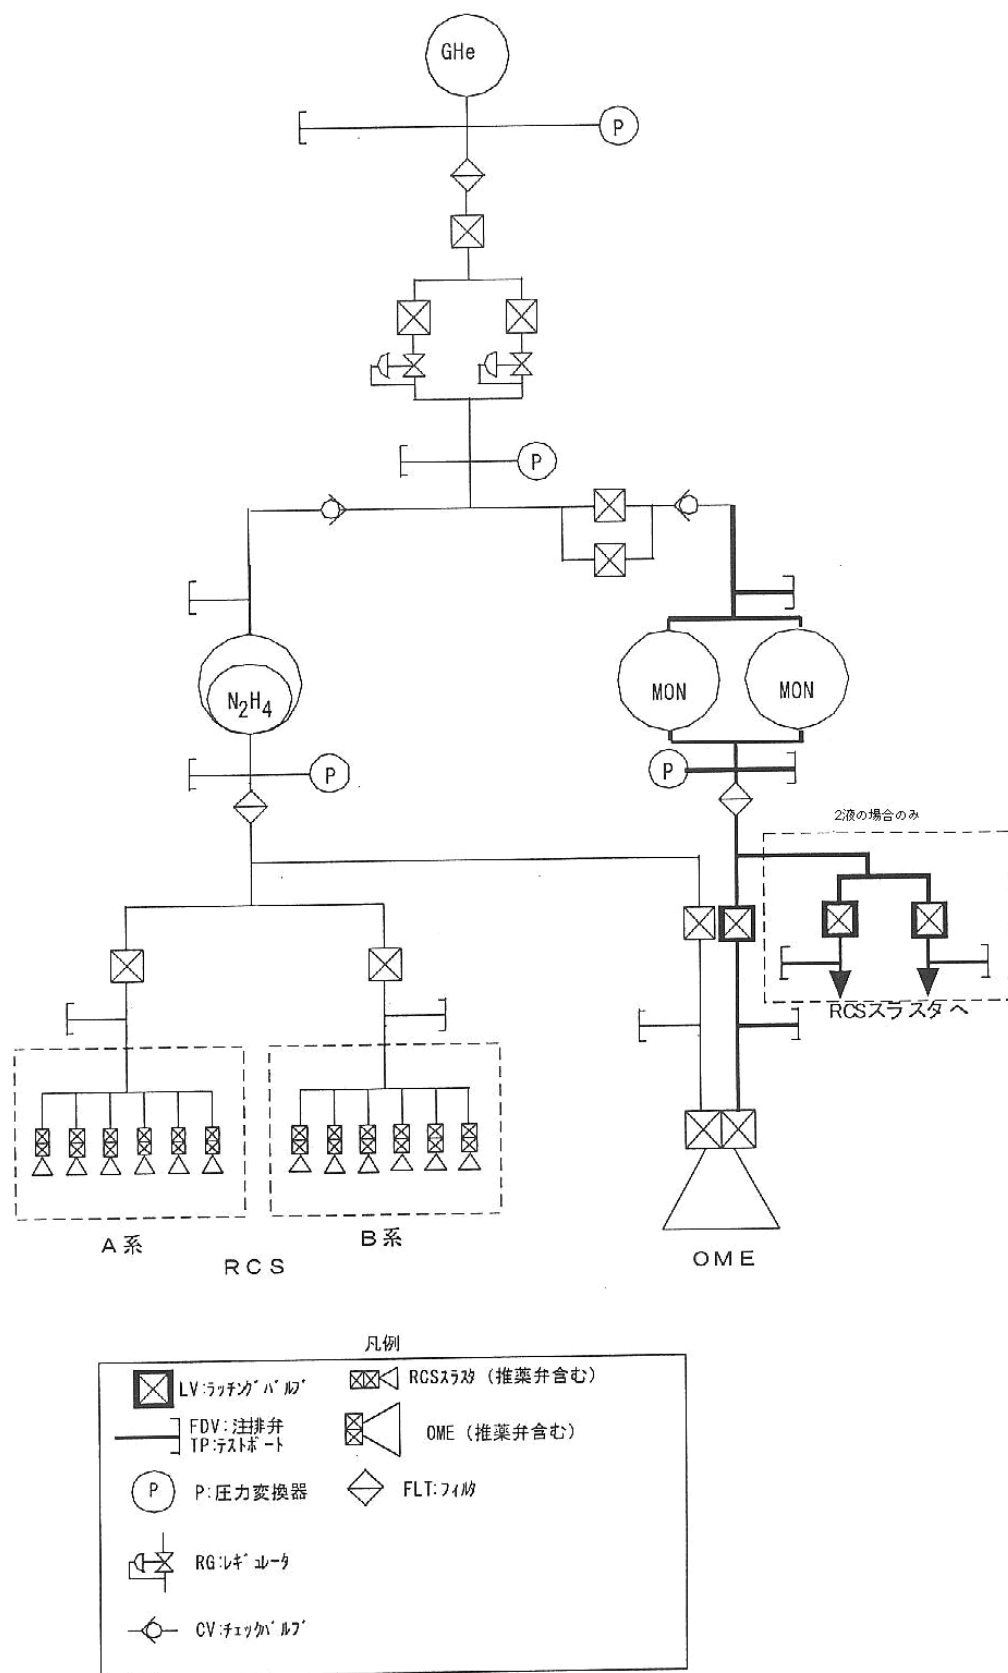 GHe
P
P
N2H4
MON
MON
P
P
2液の場合のみ
RCSスラスタへ
A系
B系
RCS
OME
凡例
LV:ラッチングバルブ
RCSスラスタ (推薬弁含む)
FDV:注排弁
TP:テストポート
OME (推薬弁含む)
P
P:圧力変換器
FLT:フィルタ
RG:レギュレータ
CV:チェックバルブ